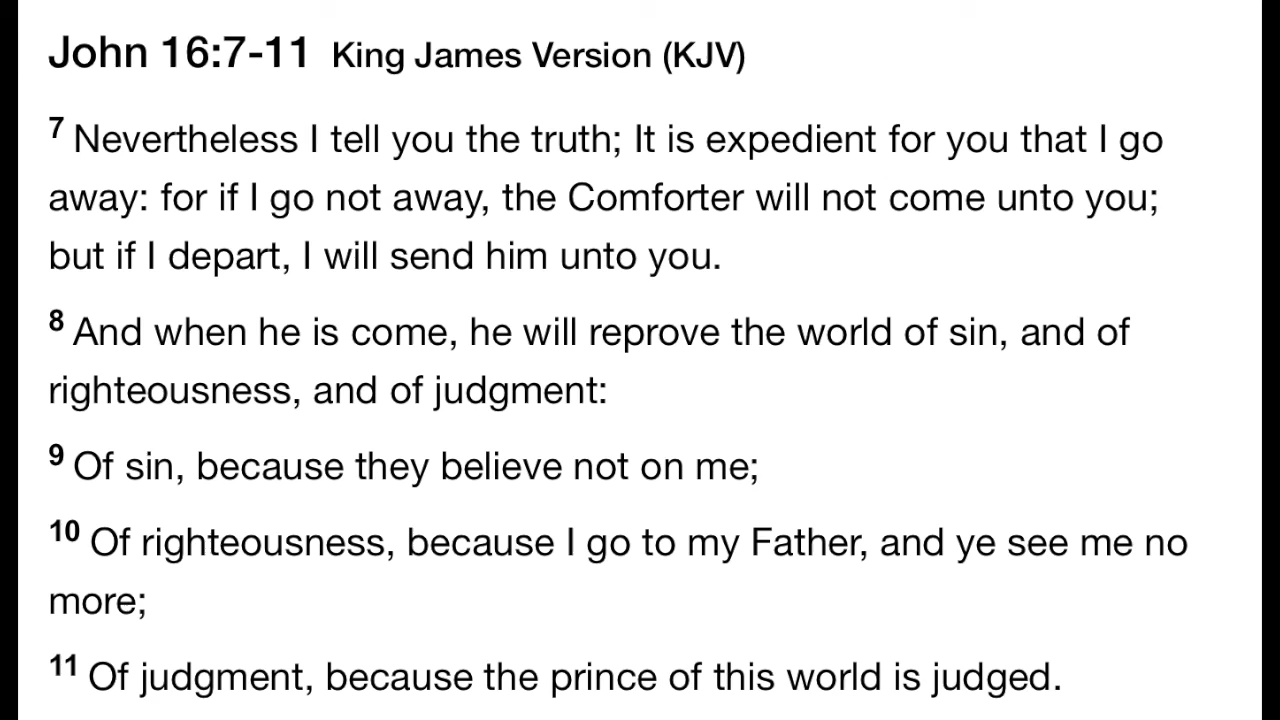 John 16:7-11 King James Version (KJV)
7 Nevertheless I tell you the truth; It is expedient for you that I go
away: for if I go not away, the Comforter will not come unto you;
but if I depart, I will send him unto you.
8 And when he is come, he will reprove the world of sin, and of
righteousness, and of judgment:
9 Of sin, because they believe not on me;
10 Of righteousness, because I go to my Father, and ye see me no
more;
11 Of judgment, because the prince of this world is judged.